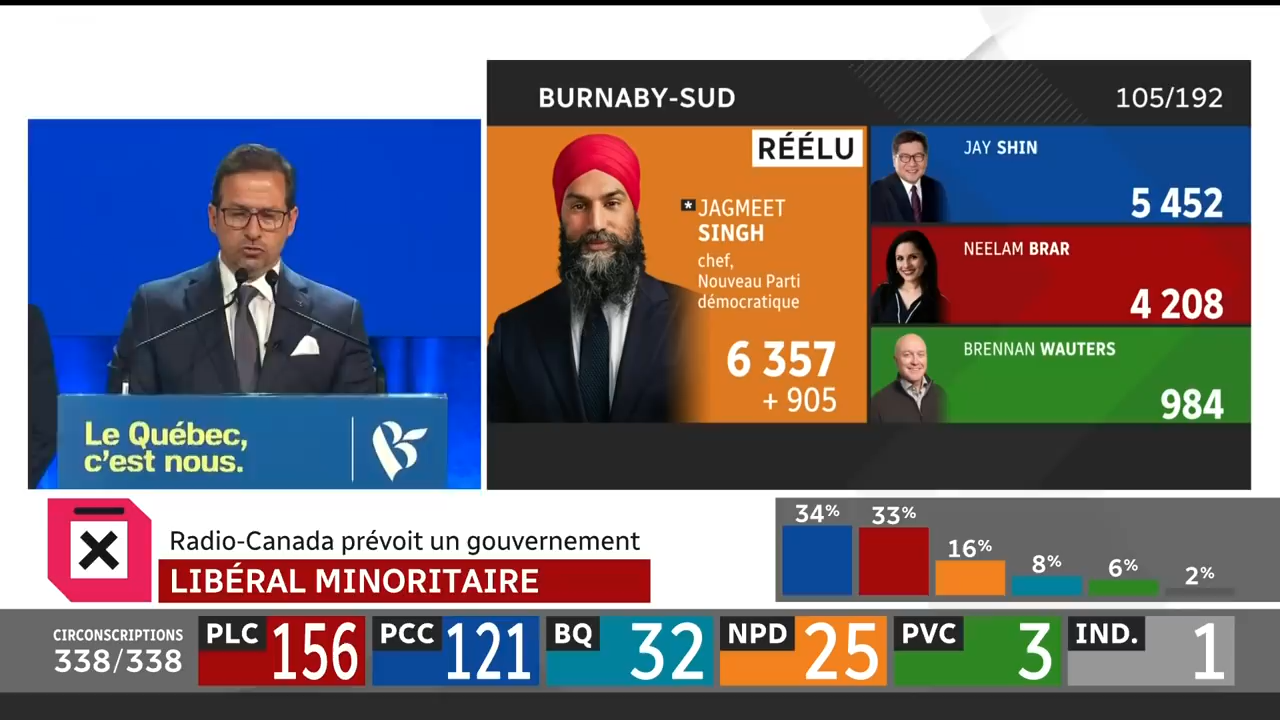 BURNABY-SUD
105/192
RÉÉLU
* JAGMEET
SINGH
chef,
Nouveau Parti
démocratique
6 357
+ 905
JAY SHIN
5 452
NEELAM BRAR
4 208
BRENNAN WAUTERS
984
Le Québec,
c'est nous.
Radio-Canada prévoit un gouvernement
LIBÉRAL MINORITAIRE
34% 33% 16% 8% 6% 2%
CIRCONSCRIPTIONS
338/338
PLC 156
PCC 121
BQ 32
NPD 25
PVC 3
IND. 1